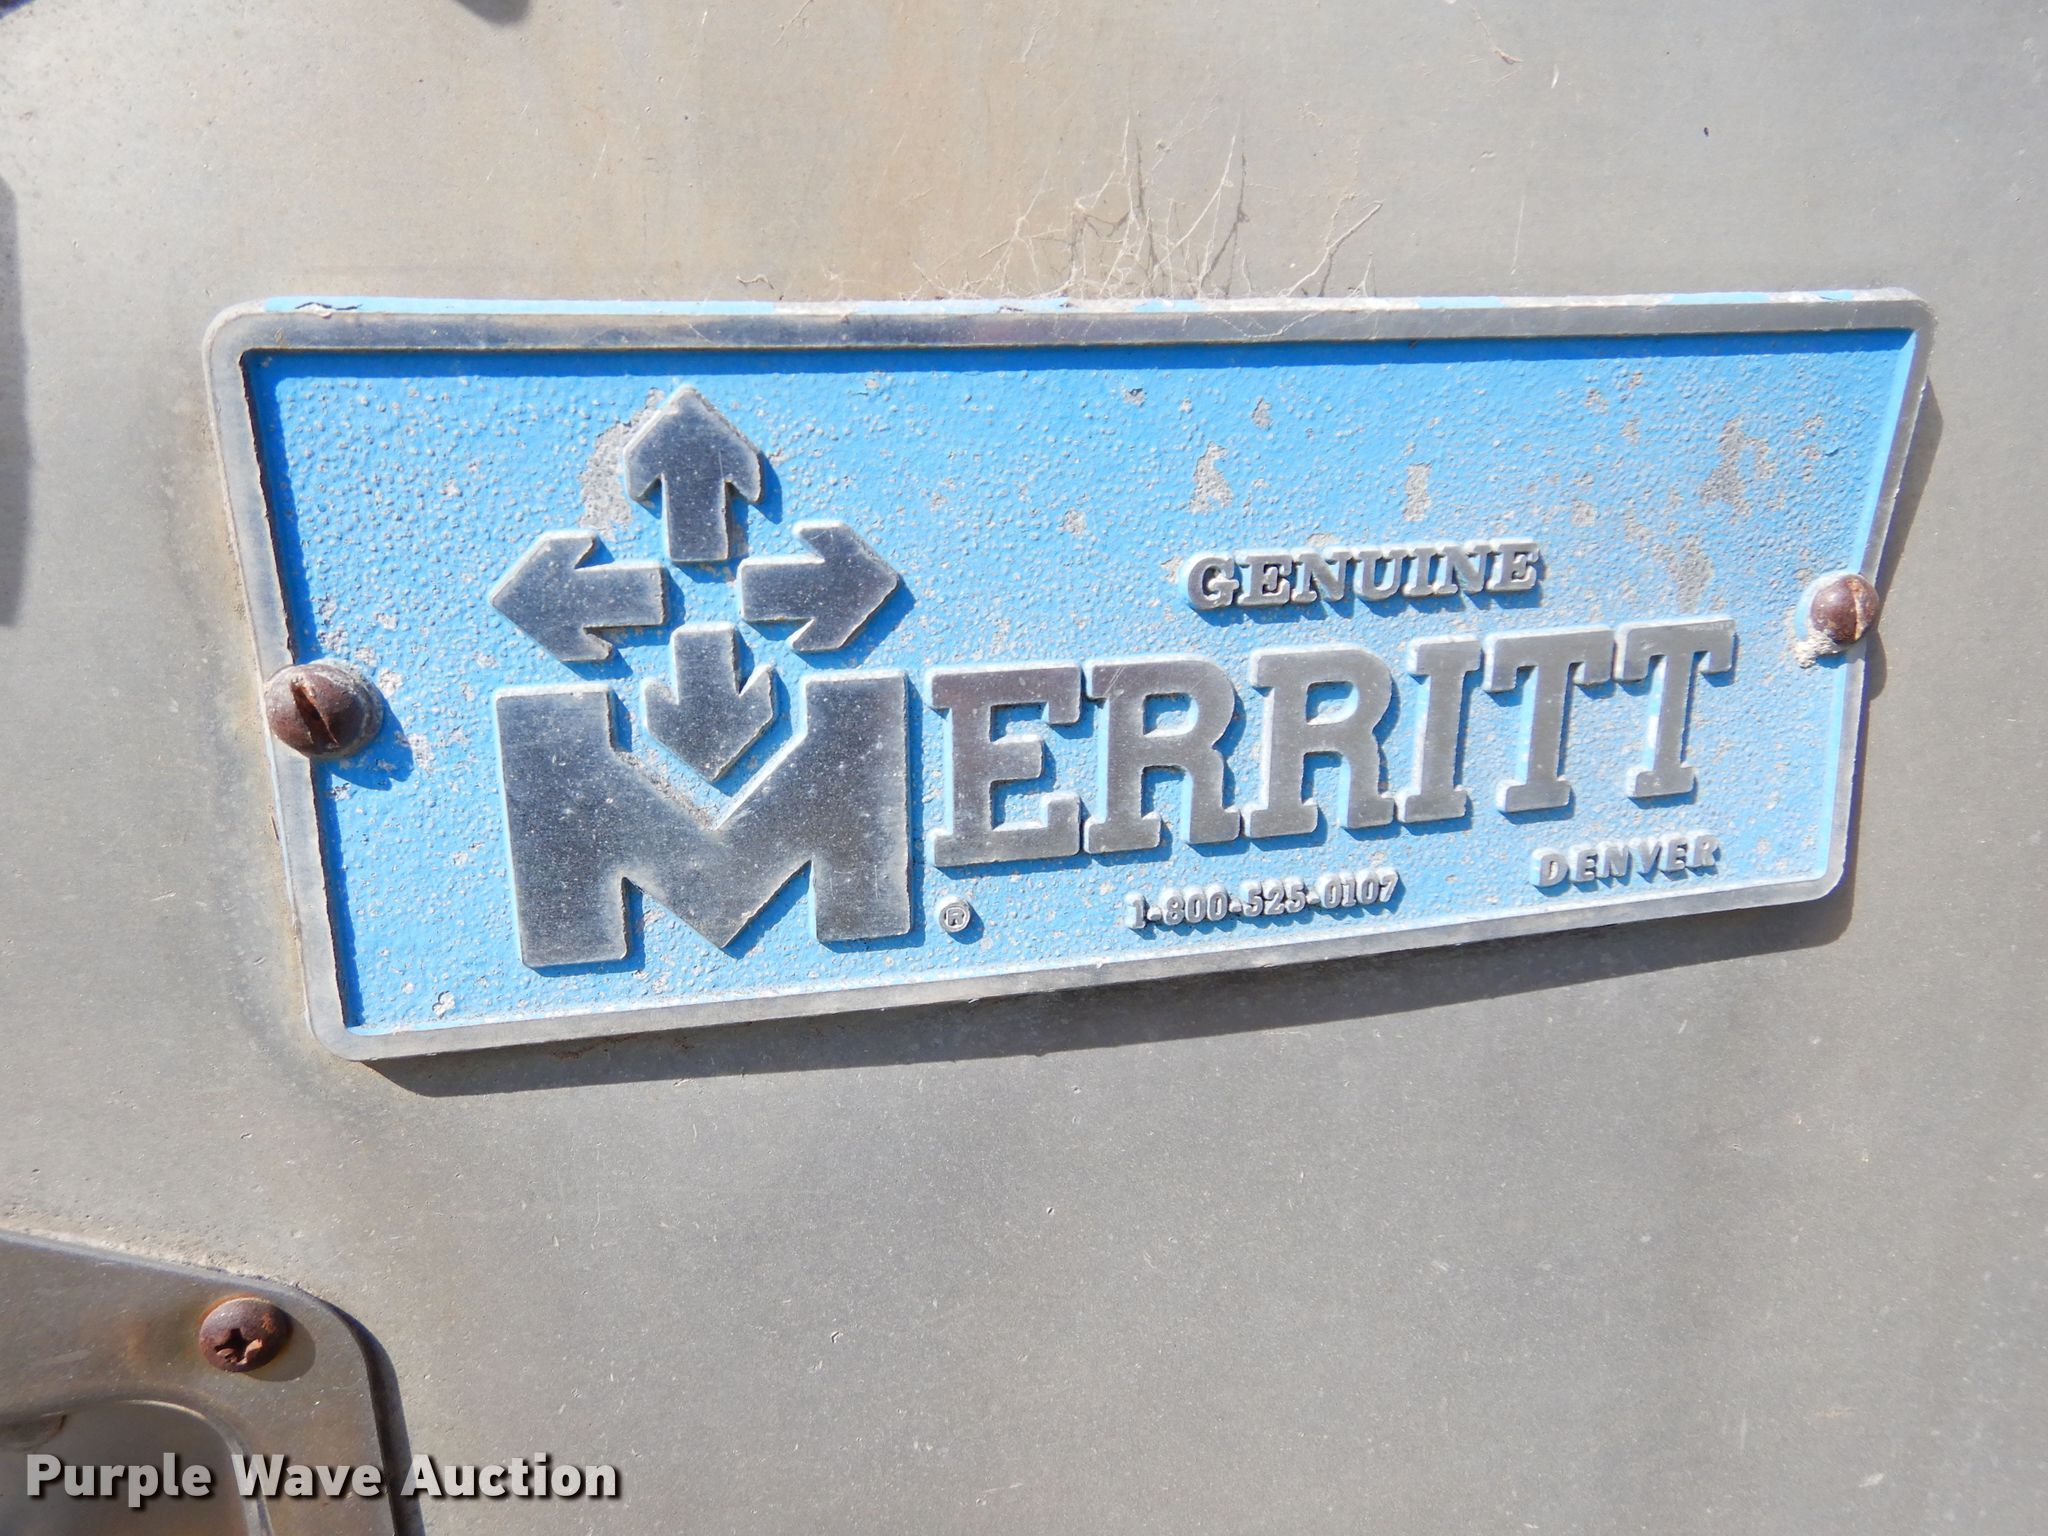 GENUINE
MERRITT
DENVER
1-800-525-0107
®
Purple Wave Auction